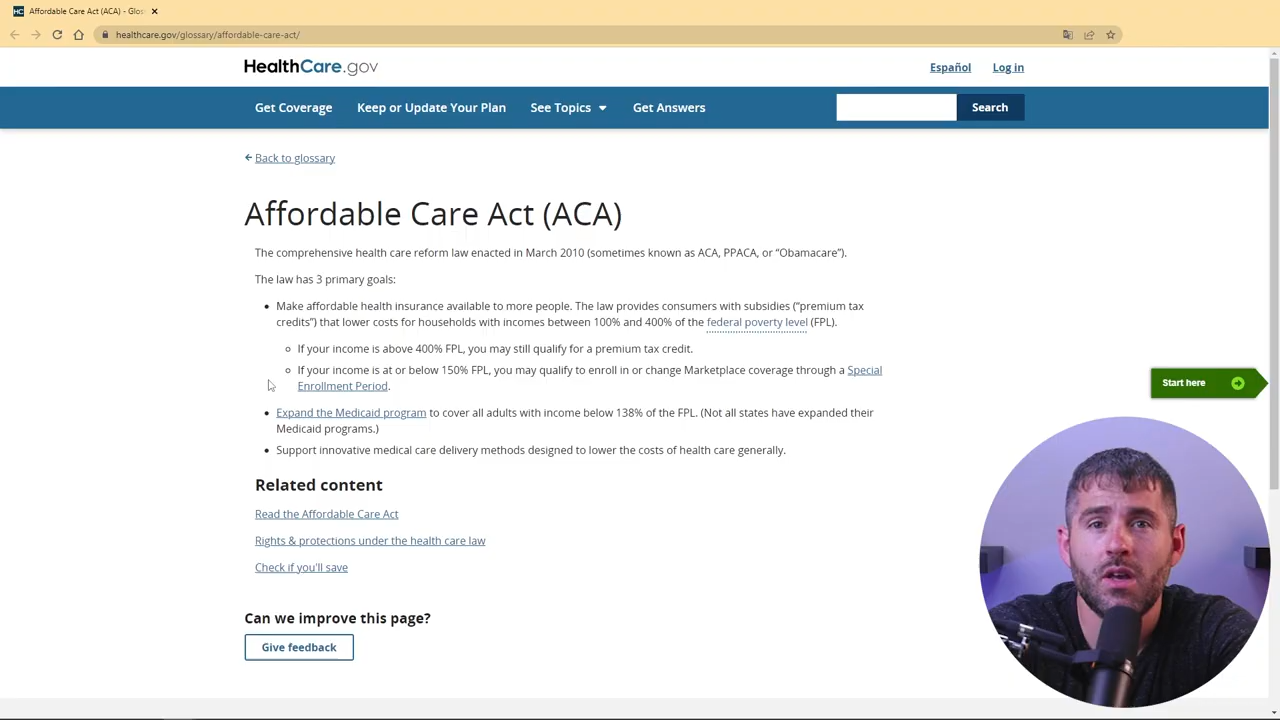 HC Affordable Care Act (ACA) - Glos
healthcare.gov/glossary/affordable-care-act/
HealthCare.gov
Español Log in
Get Coverage Keep or Update Your Plan See Topics Get Answers Search
Back to glossary
Affordable Care Act (ACA)
The comprehensive health care reform law enacted in March 2010 (sometimes known as ACA, PPACA, or “Obamacare”).
The law has 3 primary goals:
• Make affordable health insurance available to more people. The law provides consumers with subsidies (“premium tax
credits”) that lower costs for households with incomes between 100% and 400% of the federal poverty level (FPL).
If your income is above 400% FPL, you may still qualify for a premium tax credit.
If your income is at or below 150% FPL, you may qualify to enroll in or change Marketplace coverage through a Special
Enrollment Period.
• Expand the Medicaid program to cover all adults with income below 138% of the FPL. (Not all states have expanded their
Medicaid programs.)
• Support innovative medical care delivery methods designed to lower the costs of health care generally.
Start here
Related content
Read the Affordable Care Act
Rights & protections under the health care law
Check if you'll save
Can we improve this page?
Give feedback